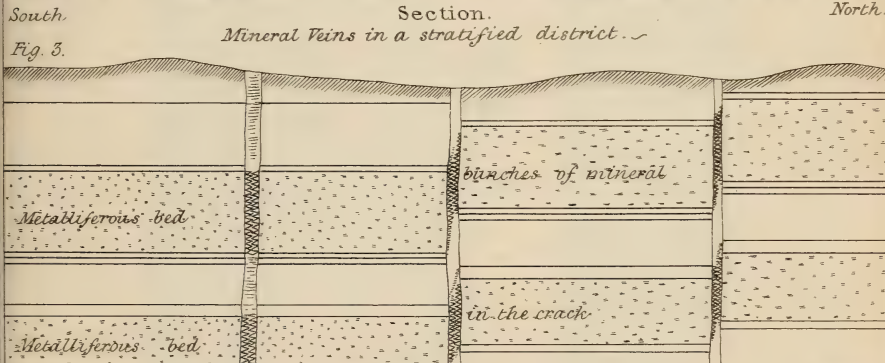 South.
Section.
North.
Mineral Veins in a stratified district.
Fig. 3.
bunches of mineral
Metalliferous bed
in the crack
Metalliferous bed